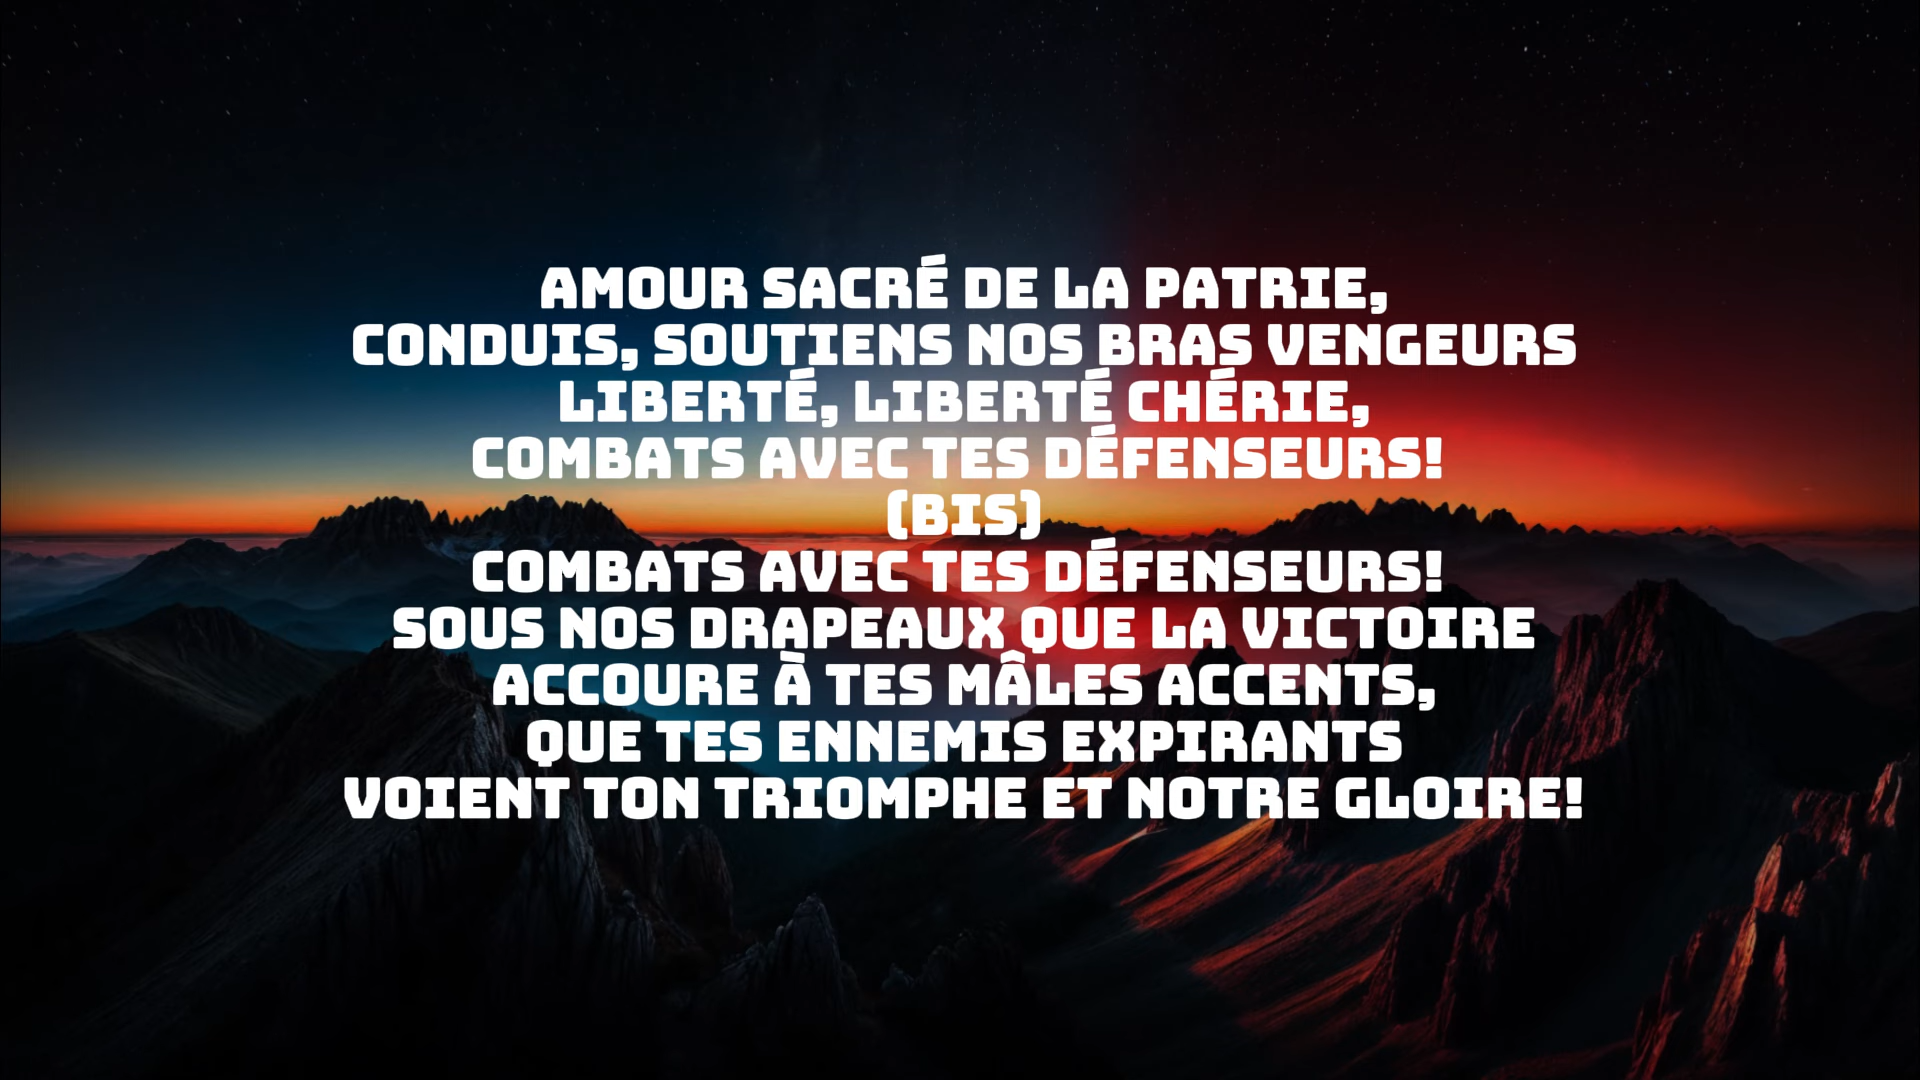 AMOUR SACRÉ DE LA PATRIE,
CONDUIS, SOUTIENS NOS BRAS VENGEURS
LIBERTÉ, LIBERTÉ CHÉRIE,
COMBATS AVEC TES DÉFENSEURS!
(BIS)
COMBATS AVEC TES DÉFENSEURS!
SOUS NOS DRAPEAUX QUE LA VICTOIRE
ACCOURE À TES MÂLES ACCENTS,
QUE TES ENNEMIS EXPIRANTS
VOIENT TON TRIOMPHE ET NOTRE GLOIRE!